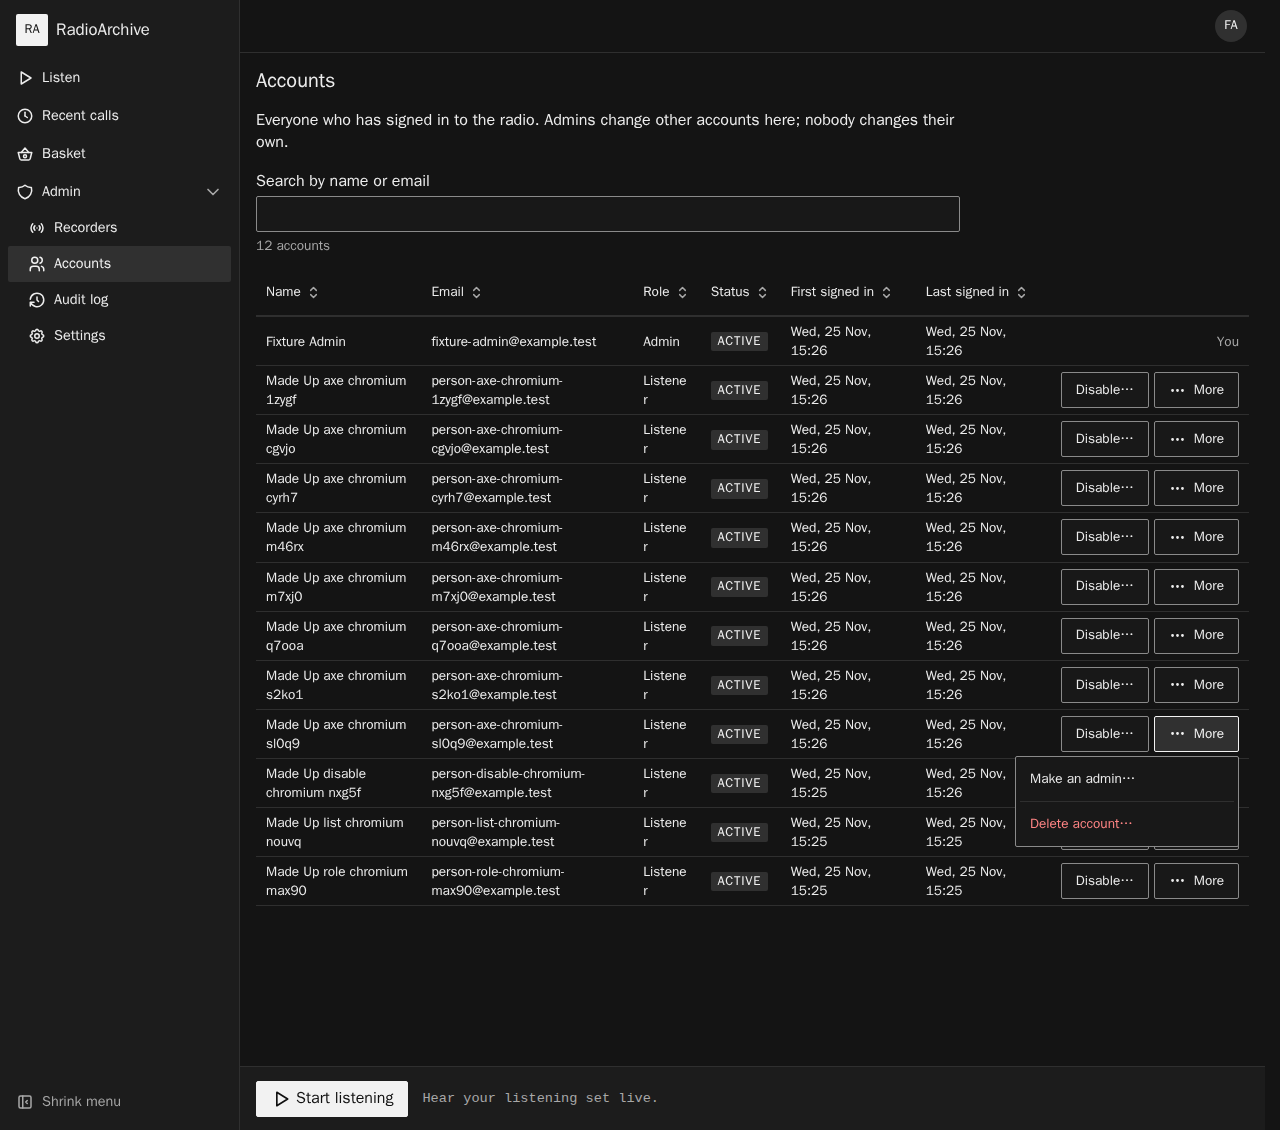 RA RadioArchive
FA
Listen
Recent calls
Basket
Admin
Recorders
Accounts
Audit log
Settings
Shrink menu
Accounts
Everyone who has signed in to the radio. Admins change other accounts here; nobody changes their
own.
Search by name or email
12 accounts
Name Email Role Status First signed in Last signed in
Fixture Admin fixture-admin@example.test Admin ACTIVE Wed, 25 Nov, Wed, 25 Nov, You
15:26 15:26
Made Up axe chromium person-axe-chromium- Listene ACTIVE Wed, 25 Nov, Wed, 25 Nov, Disable… More
1zygf 1zygf@example.test r 15:26 15:26
Made Up axe chromium person-axe-chromium- Listene ACTIVE Wed, 25 Nov, Wed, 25 Nov, Disable… More
cgvjo cgvjo@example.test r 15:26 15:26
Made Up axe chromium person-axe-chromium- Listene ACTIVE Wed, 25 Nov, Wed, 25 Nov, Disable… More
cyrh7 cyrh7@example.test r 15:26 15:26
Made Up axe chromium person-axe-chromium- Listene ACTIVE Wed, 25 Nov, Wed, 25 Nov, Disable… More
m46rx m46rx@example.test r 15:26 15:26
Made Up axe chromium person-axe-chromium- Listene ACTIVE Wed, 25 Nov, Wed, 25 Nov, Disable… More
m7xj0 m7xj0@example.test r 15:26 15:26
Made Up axe chromium person-axe-chromium- Listene ACTIVE Wed, 25 Nov, Wed, 25 Nov, Disable… More
q7ooa q7ooa@example.test r 15:26 15:26
Made Up axe chromium person-axe-chromium- Listene ACTIVE Wed, 25 Nov, Wed, 25 Nov, Disable… More
s2ko1 s2ko1@example.test r 15:26 15:26
Made Up axe chromium person-axe-chromium- Listene ACTIVE Wed, 25 Nov, Wed, 25 Nov, Disable… More
sl0q9 sl0q9@example.test r 15:26 15:26
Made Up disable person-disable-chromium- Listene ACTIVE Wed, 25 Nov, Wed, 25 Nov, Make an admin…
chromium nxg5f nxg5f@example.test r 15:25 15:26
Made Up list chromium person-list-chromium- Listene ACTIVE Wed, 25 Nov, Wed, 25 Nov, Delete account…
nouvq nouvq@example.test r 15:25 15:25
Made Up role chromium person-role-chromium- Listene ACTIVE Wed, 25 Nov, Wed, 25 Nov, Disable… More
max90 max90@example.test r 15:25 15:25
Start listening Hear your listening set live.